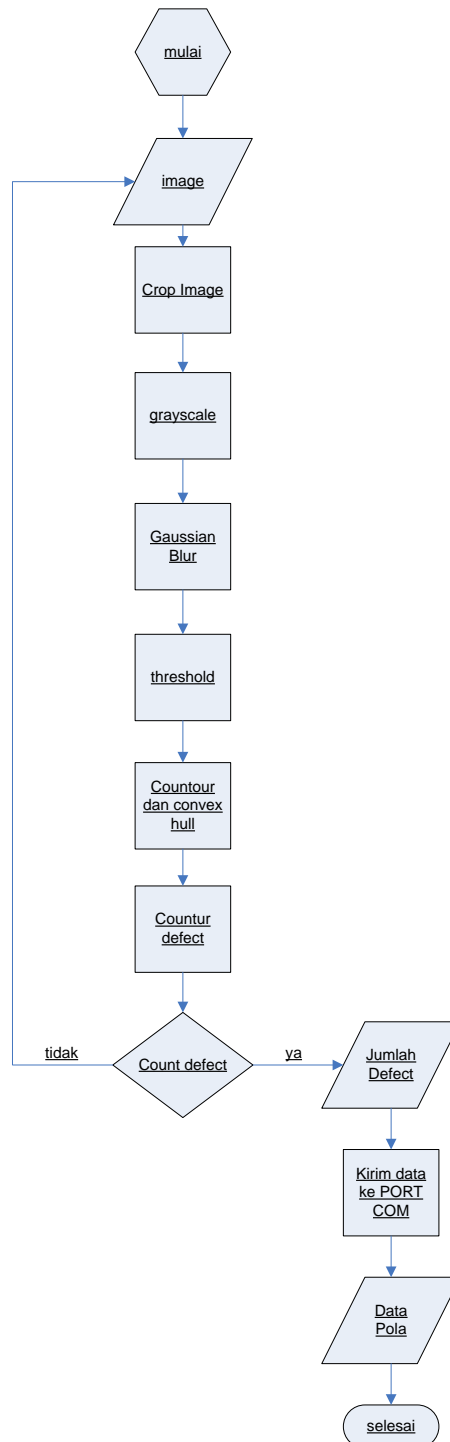 mulai
image
Crop Image
grayscale
Gaussian
Blur
threshold
Countour
dan convex
hull
Countur
defect
tidak
Count defect
ya
Jumlah
Defect
Kirim data
ke PORT
COM
Data
Pola
selesai